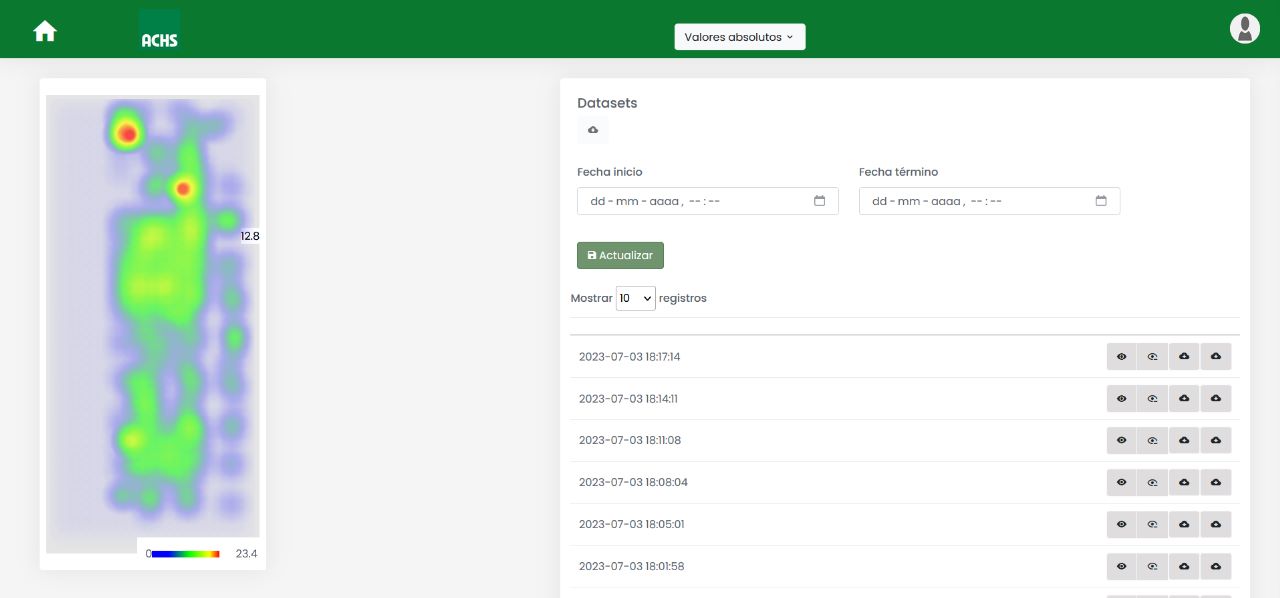 ACHS
Valores absolutos
12.8
0
23.4
Datasets
Fecha inicio
Fecha término
dd-mm-aaaa, --:--
dd-mm-aaaa, --:--
Actualizar
Mostrar 10 registros
2023-07-03 18:17:14
2023-07-03 18:14:11
2023-07-03 18:11:08
2023-07-03 18:08:04
2023-07-03 18:05:01
2023-07-03 18:01:58